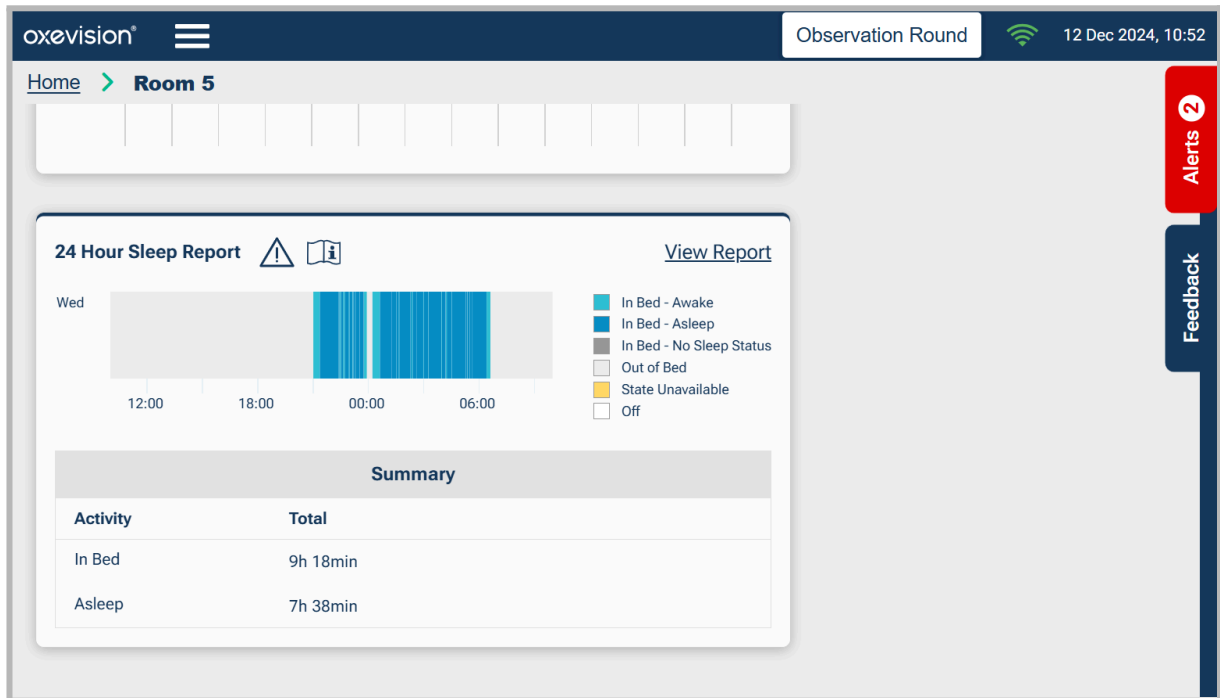 oxevision®
Observation Round
12 Dec 2024, 10:52
Home > Room 5
Alerts 2
Feedback
24 Hour Sleep Report
View Report
Wed
12:00 18:00 00:00 06:00
In Bed - Awake
In Bed - Asleep
In Bed - No Sleep Status
Out of Bed
State Unavailable
Off
Summary
Activity Total
In Bed 9h 18min
Asleep 7h 38min